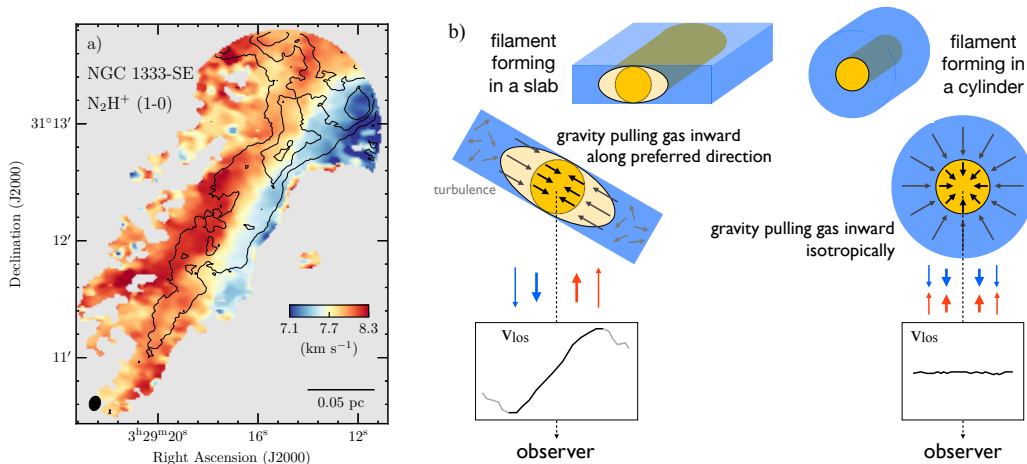 a)
NGC 1333-SE
N₂H⁺ (1-0)
31°13′
12′
11′
Declination (J2000)
7.1 7.7 8.3
(km s⁻¹)
0.05 pc
3ʰ29ᵐ20ˢ 16ˢ 12ˢ
Right Ascension (J2000)
b)
filament
forming
in a slab
filament
forming in
a cylinder
gravity pulling gas inward
along preferred direction
turbulence
gravity pulling gas inward
isotropically
Vlos
observer
Vlos
observer